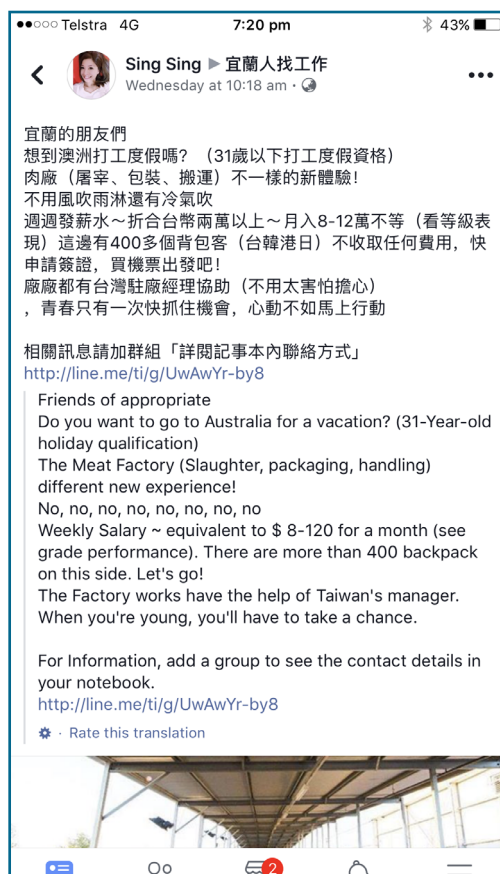 Telstra 4G 7:20 pm 43%
Sing Sing ▶ 宜蘭人找工作
Wednesday at 10:18 am ·
宜蘭的朋友們
想到澳洲打工度假嗎?（31歲以下打工度假資格）
肉廠（屠宰、包裝、搬運）不一樣的新體驗！
不用風吹雨淋還有冷氣吹
週週發薪水～折合台幣兩萬以上～月入8-12萬不等（看等級表
現）這邊有400多個背包客（台韓港日）不收取任何費用，快
申請簽證，買機票出發吧！
廠廠都有台灣駐廠經理協助（不用太害怕擔心）
，青春只有一次快抓住機會，心動不如馬上行動
相關訊息請加群組「詳閱記事本內聯絡方式」
http://line.me/ti/g/UwAwYr-by8
Friends of appropriate
Do you want to go to Australia for a vacation? (31-Year-old
holiday qualification)
The Meat Factory (Slaughter, packaging, handling)
different new experience!
No, no, no, no, no, no, no, no
Weekly Salary ~ equivalent to $ 8-120 for a month (see
grade performance). There are more than 400 backpack
on this side. Let's go!
The Factory works have the help of Taiwan's manager.
When you're young, you'll have to take a chance.
For Information, add a group to see the contact details in
your notebook.
http://line.me/ti/g/UwAwYr-by8
· Rate this translation
2